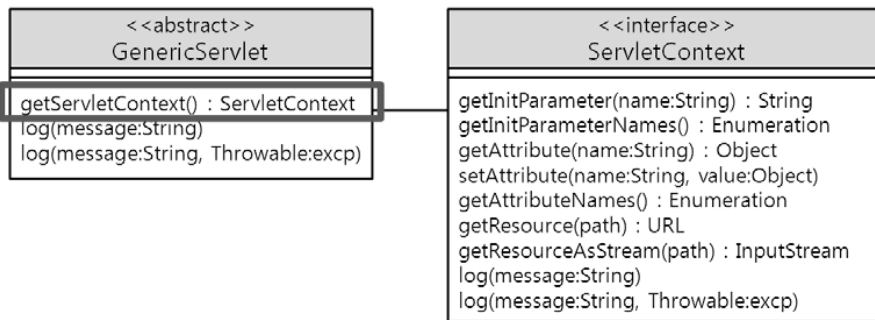 <<abstract>>
GenericServlet
getServletContext() : ServletContext
log(message:String)
log(message:String, Throwable:excp)
<<interface>>
ServletContext
getInitParameter(name:String) : String
getInitParameterNames() : Enumeration
getAttribute(name:String) : Object
setAttribute(name:String, value:Object)
getAttributeNames() : Enumeration
getResource(path) : URL
getResourceAsStream(path) : InputStream
log(message:String)
log(message:String, Throwable:excp)